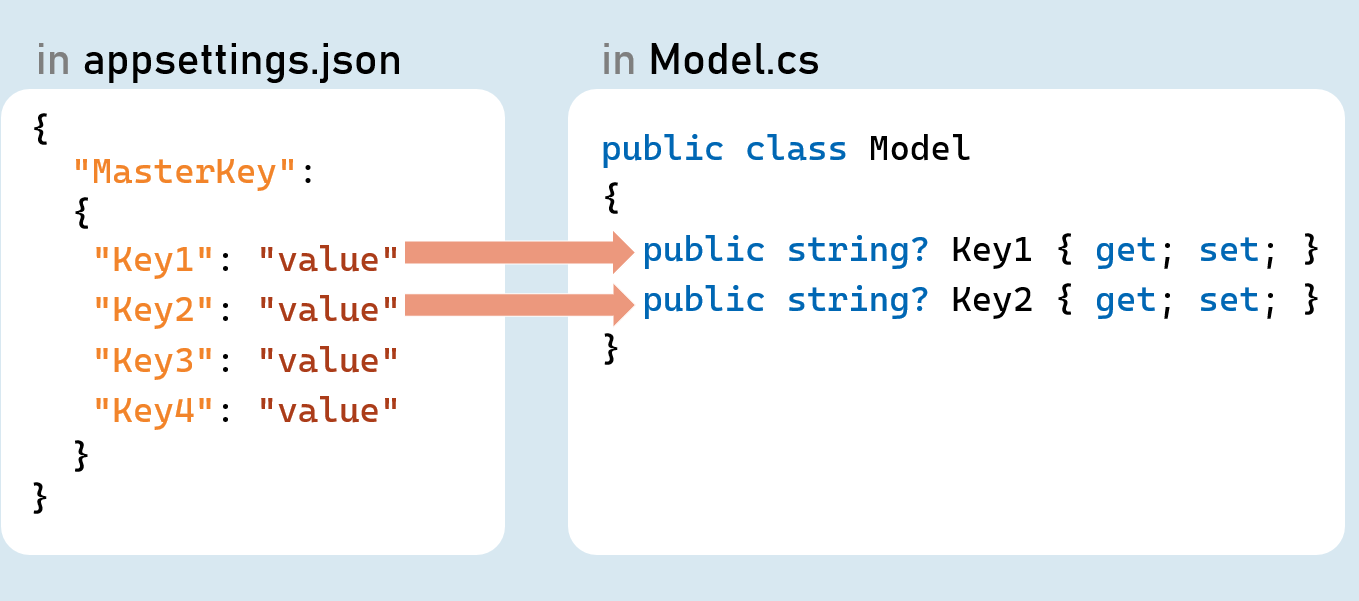 in appsettings.json
{
"MasterKey":
{
"Key1": "value"
"Key2": "value"
"Key3": "value"
"Key4": "value"
}
}
in Model.cs
public class Model
{
public string? Key1 { get; set; }
public string? Key2 { get; set; }
}